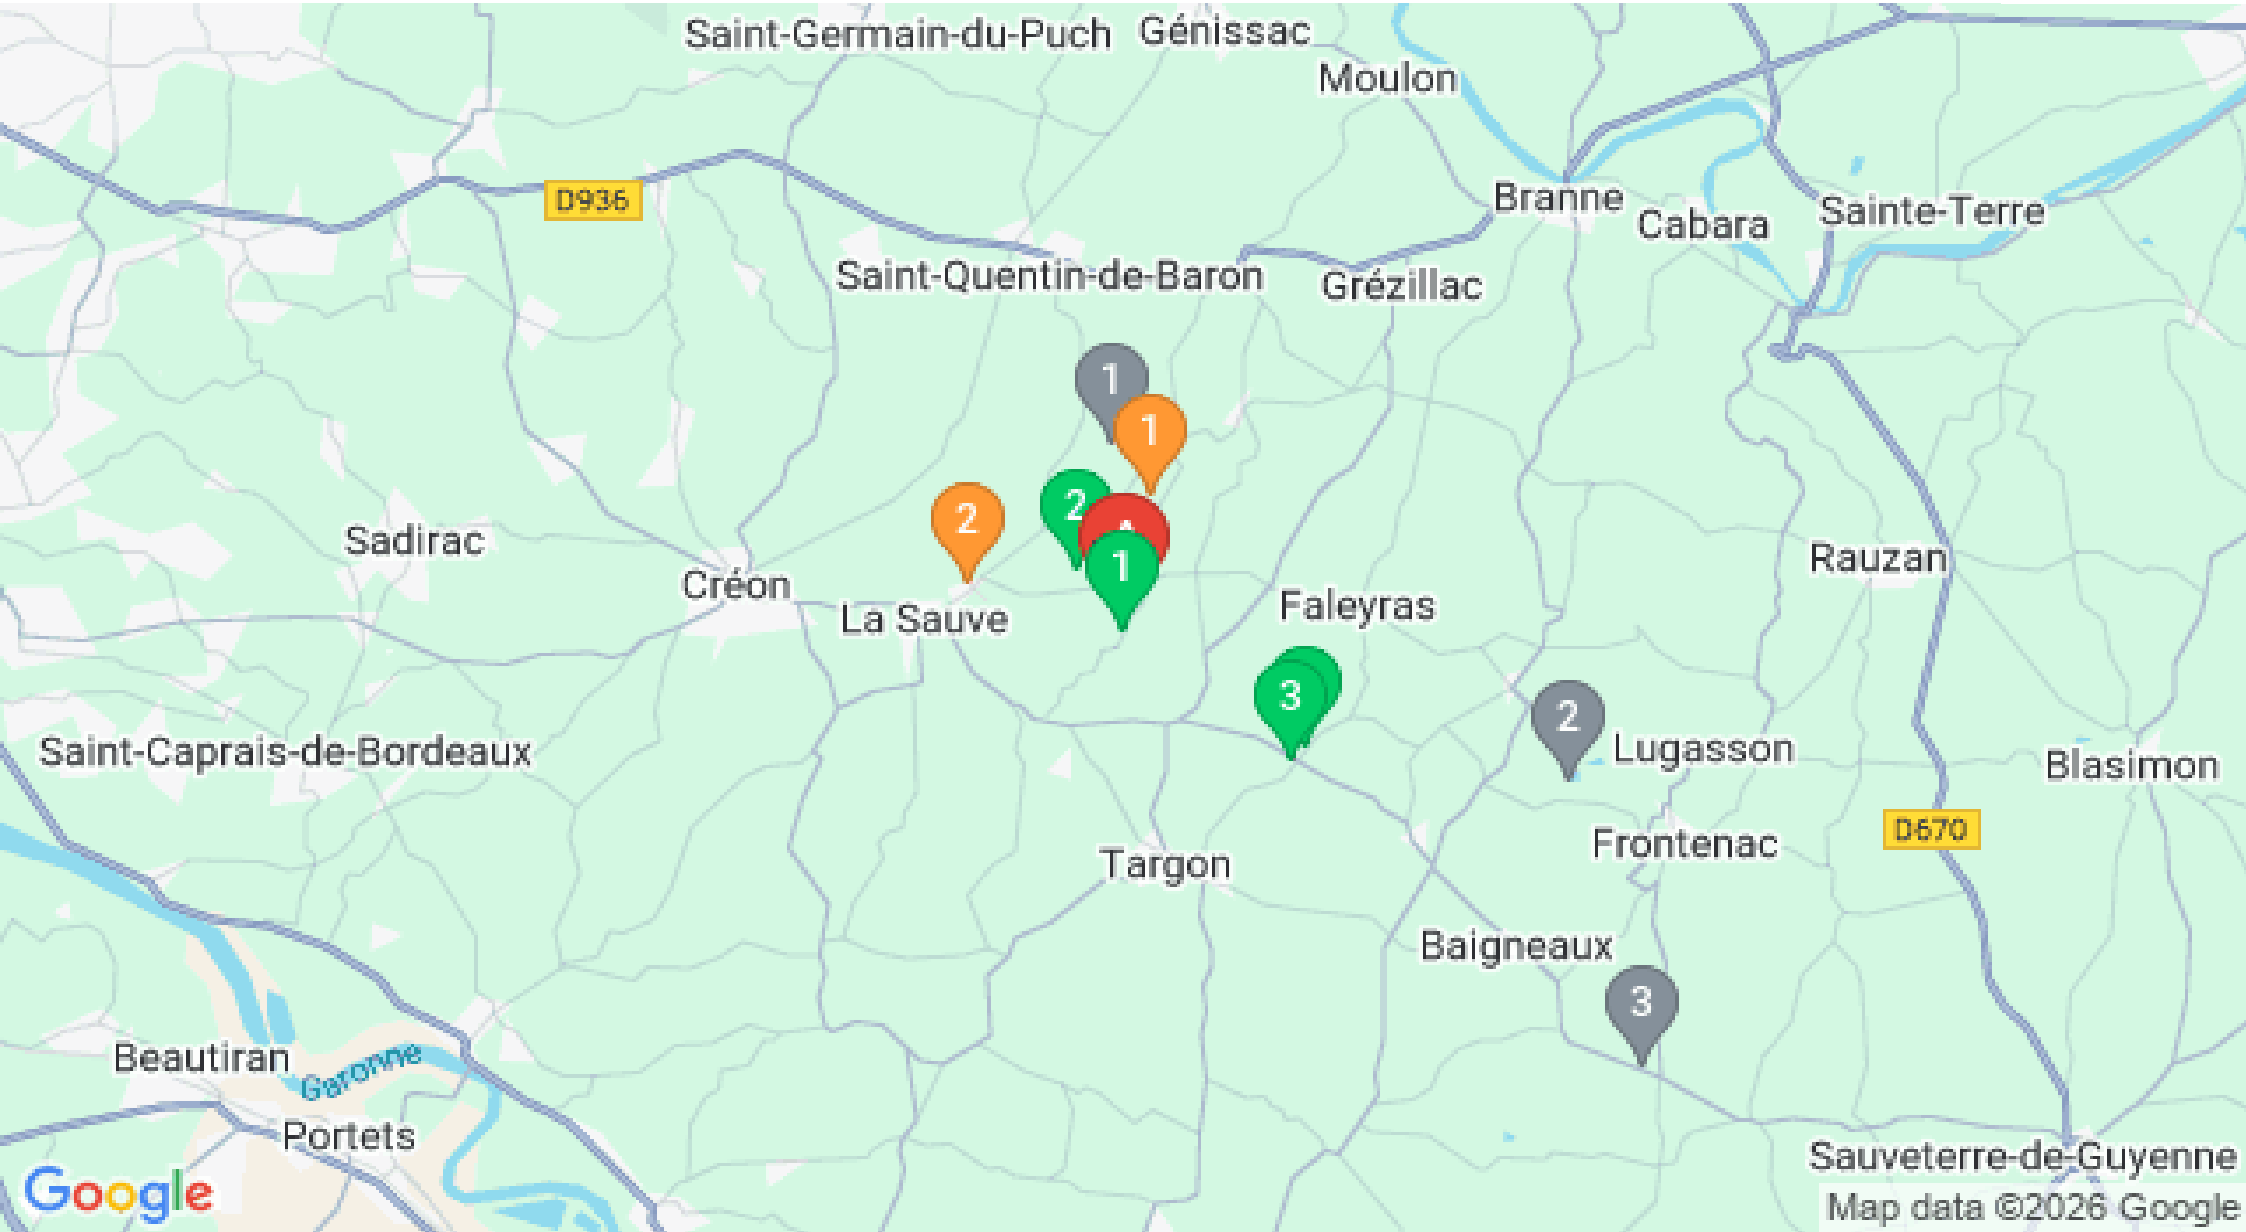 Saint-Germain-du-Puch
Génissac
Moulon
D936
Branne
Cabara
Sainte-Terre
Saint-Quentin-de-Baron
Grézillac
1
1
2
2
1
Sadirac
Créon
La Sauve
Faleyras
Rauzan
3
2
Saint-Caprais-de-Bordeaux
Lugasson
Blasimon
D670
Frontenac
Targon
Baigneaux
3
Beautiran
Garonne
Portets
Sauveterre-de-Guyenne
Google
Map data ©2026 Google